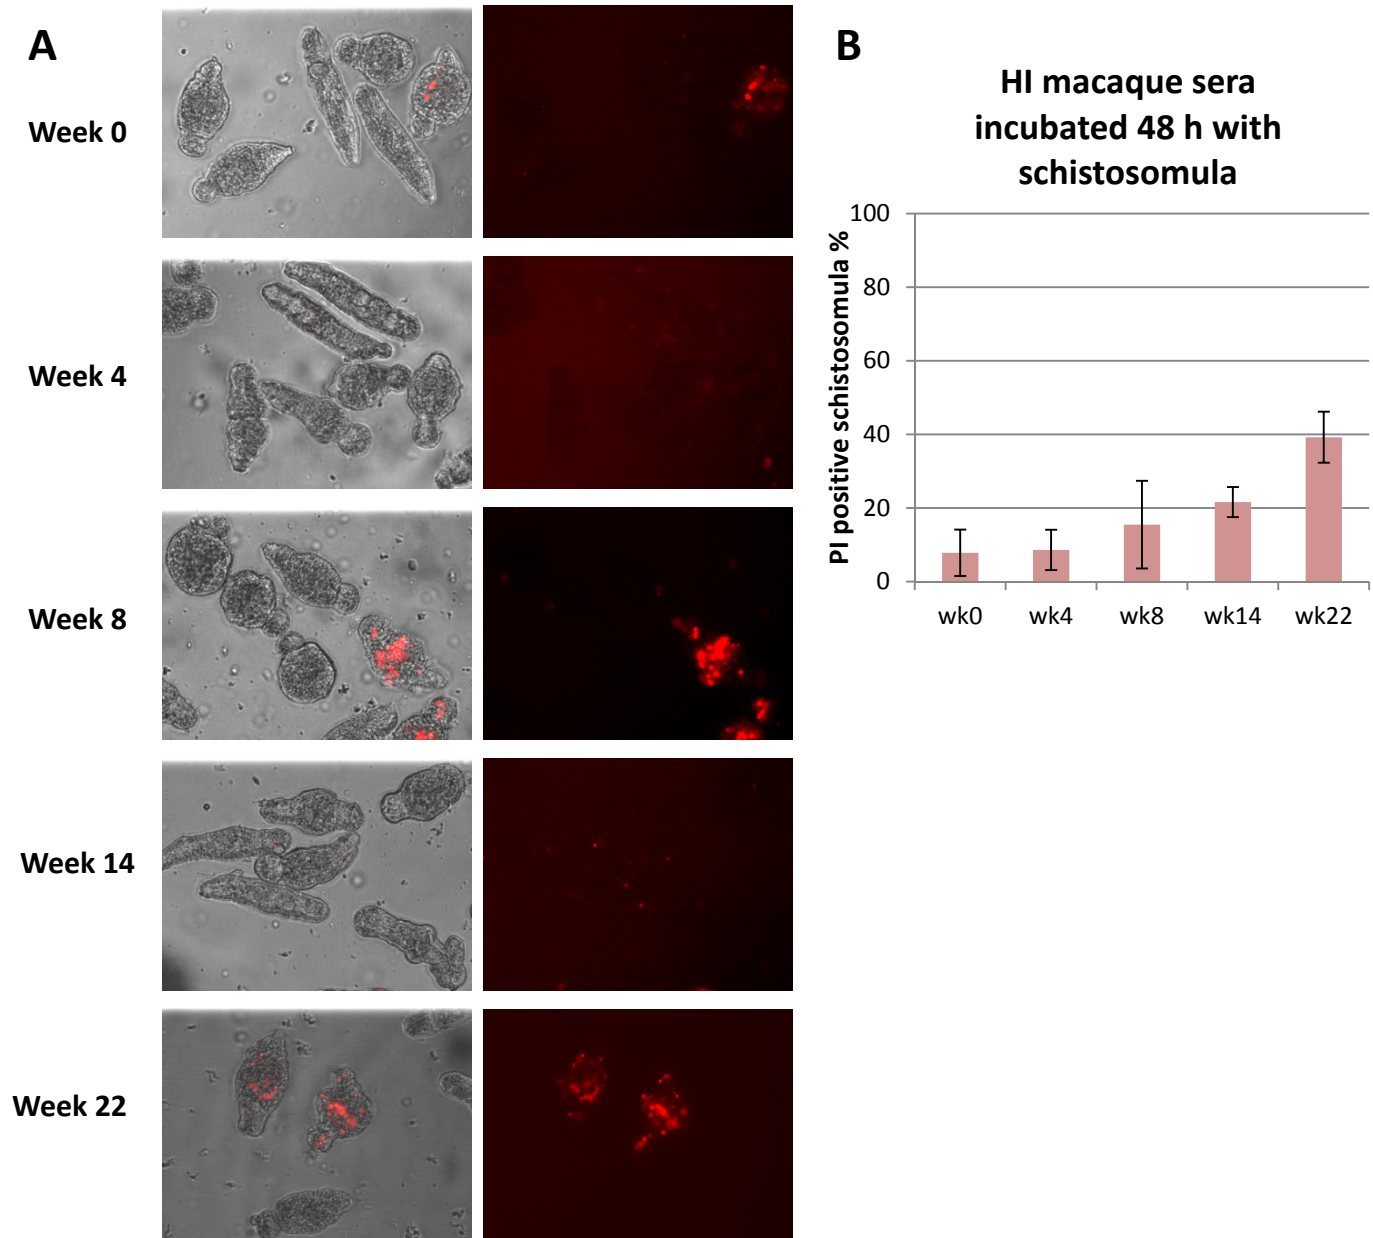 A
Week 0
Week 4
Week 8
Week 14
Week 22
B
HI macaque sera
incubated 48 h with
schistosomula
PI positive schistosomula %
100
80
60
40
20
0
wk0 wk4 wk8 wk14 wk22